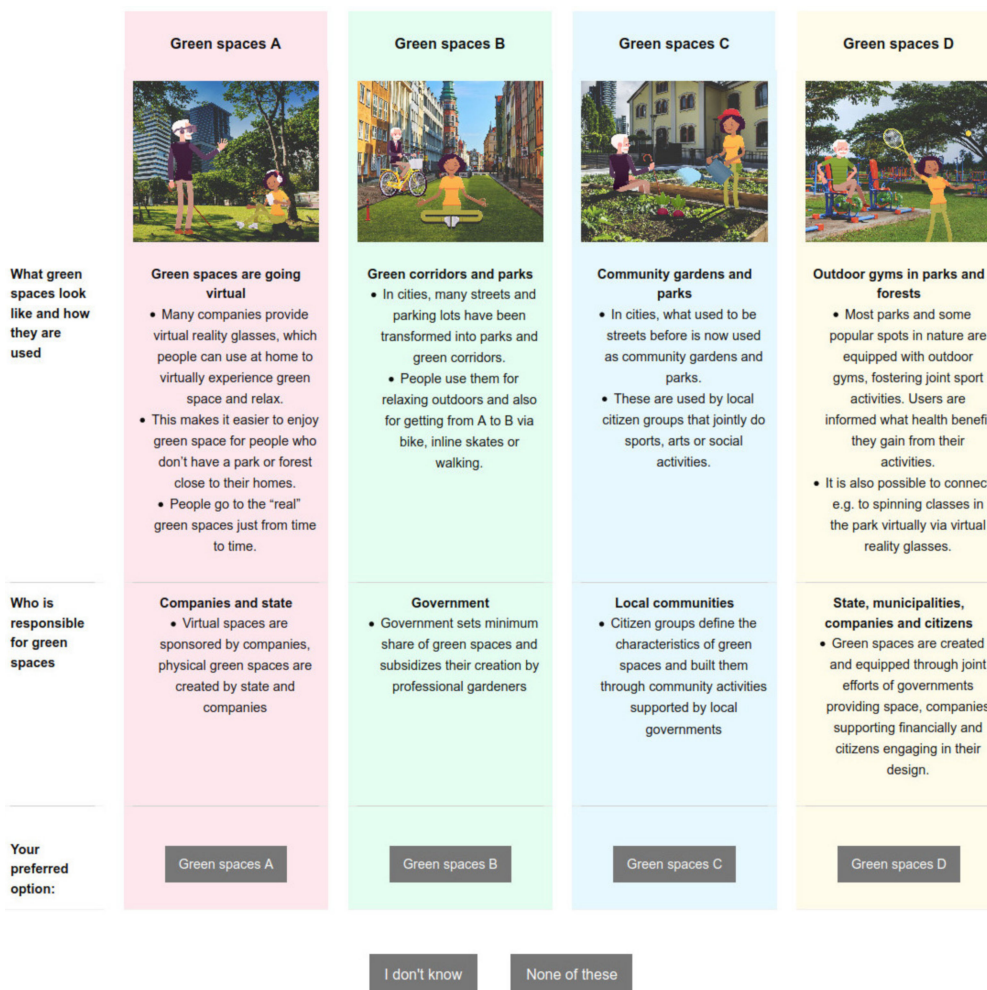 Green spaces A
Green spaces B
Green spaces C
Green spaces D
What green
spaces look
like and how
they are
used
Green spaces are going
virtual
• Many companies provide
virtual reality glasses, which
people can use at home to
virtually experience green
space and relax.
• This makes it easier to enjoy
green space for people who
don't have a park or forest
close to their homes.
• People go to the “real”
green spaces just from time
to time.
Green corridors and parks
• In cities, many streets and
parking lots have been
transformed into parks and
green corridors.
• People use them for
relaxing outdoors and also
for getting from A to B via
bike, inline skates or
walking.
Community gardens and
parks
• In cities, what used to be
streets before is now used
as community gardens and
parks.
• These are used by local
citizen groups that jointly do
sports, arts or social
activities.
Outdoor gyms in parks and
forests
• Most parks and some
popular spots in nature are
equipped with outdoor
gyms, fostering joint sport
activities. Users are
informed what health benefi
they gain from their
activities.
• It is also possible to connec
e.g. to spinning classes in
the park virtually via virtual
reality glasses.
Who is
responsible
for green
spaces
Companies and state
• Virtual spaces are
sponsored by companies,
physical green spaces are
created by state and
companies
Government
• Government sets minimum
share of green spaces and
subsidizes their creation by
professional gardeners
Local communities
• Citizen groups define the
characteristics of green
spaces and built them
through community activities
supported by local
governments
State, municipalities,
companies and citizens
• Green spaces are created
and equipped through joint
efforts of governments
providing space, companies
supporting financially and
citizens engaging in their
design.
Your
preferred
option:
Green spaces A
Green spaces B
Green spaces C
Green spaces D
I don't know
None of these